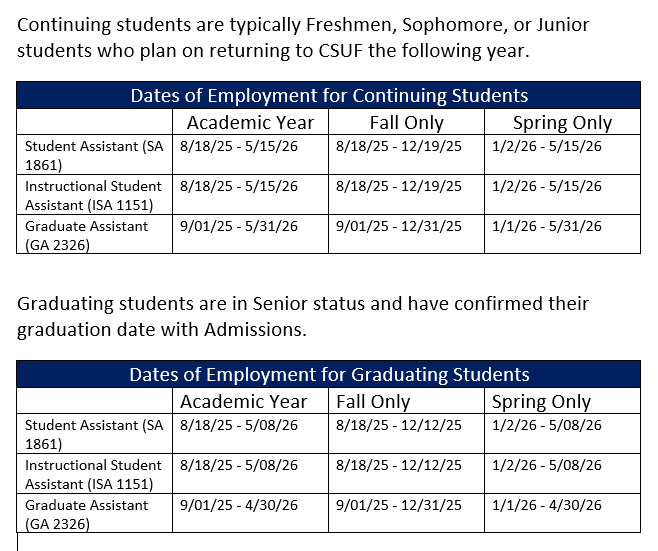 Continuing students are typically Freshmen, Sophomore, or Junior
students who plan on returning to CSUF the following year.
Dates of Employment for Continuing Students
Academic Year Fall Only Spring Only
Student Assistant (SA 8/18/25 - 5/15/26 8/18/25 - 12/19/25 1/2/26 - 5/15/26
1861)
Instructional Student 8/18/25 - 5/15/26 8/18/25 - 12/19/25 1/2/26 - 5/15/26
Assistant (ISA 1151)
Graduate Assistant 9/01/25 - 5/31/26 9/01/25 - 12/31/25 1/1/26 - 5/31/26
(GA 2326)
Graduating students are in Senior status and have confirmed their
graduation date with Admissions.
Dates of Employment for Graduating Students
Academic Year Fall Only Spring Only
Student Assistant (SA 8/18/25 - 5/08/26 8/18/25 - 12/12/25 1/2/26 - 5/08/26
1861)
Instructional Student 8/18/25 - 5/08/26 8/18/25 - 12/12/25 1/2/26 - 5/08/26
Assistant (ISA 1151)
Graduate Assistant 9/01/25 - 4/30/26 9/01/25 - 12/31/25 1/1/26 - 4/30/26
(GA 2326)